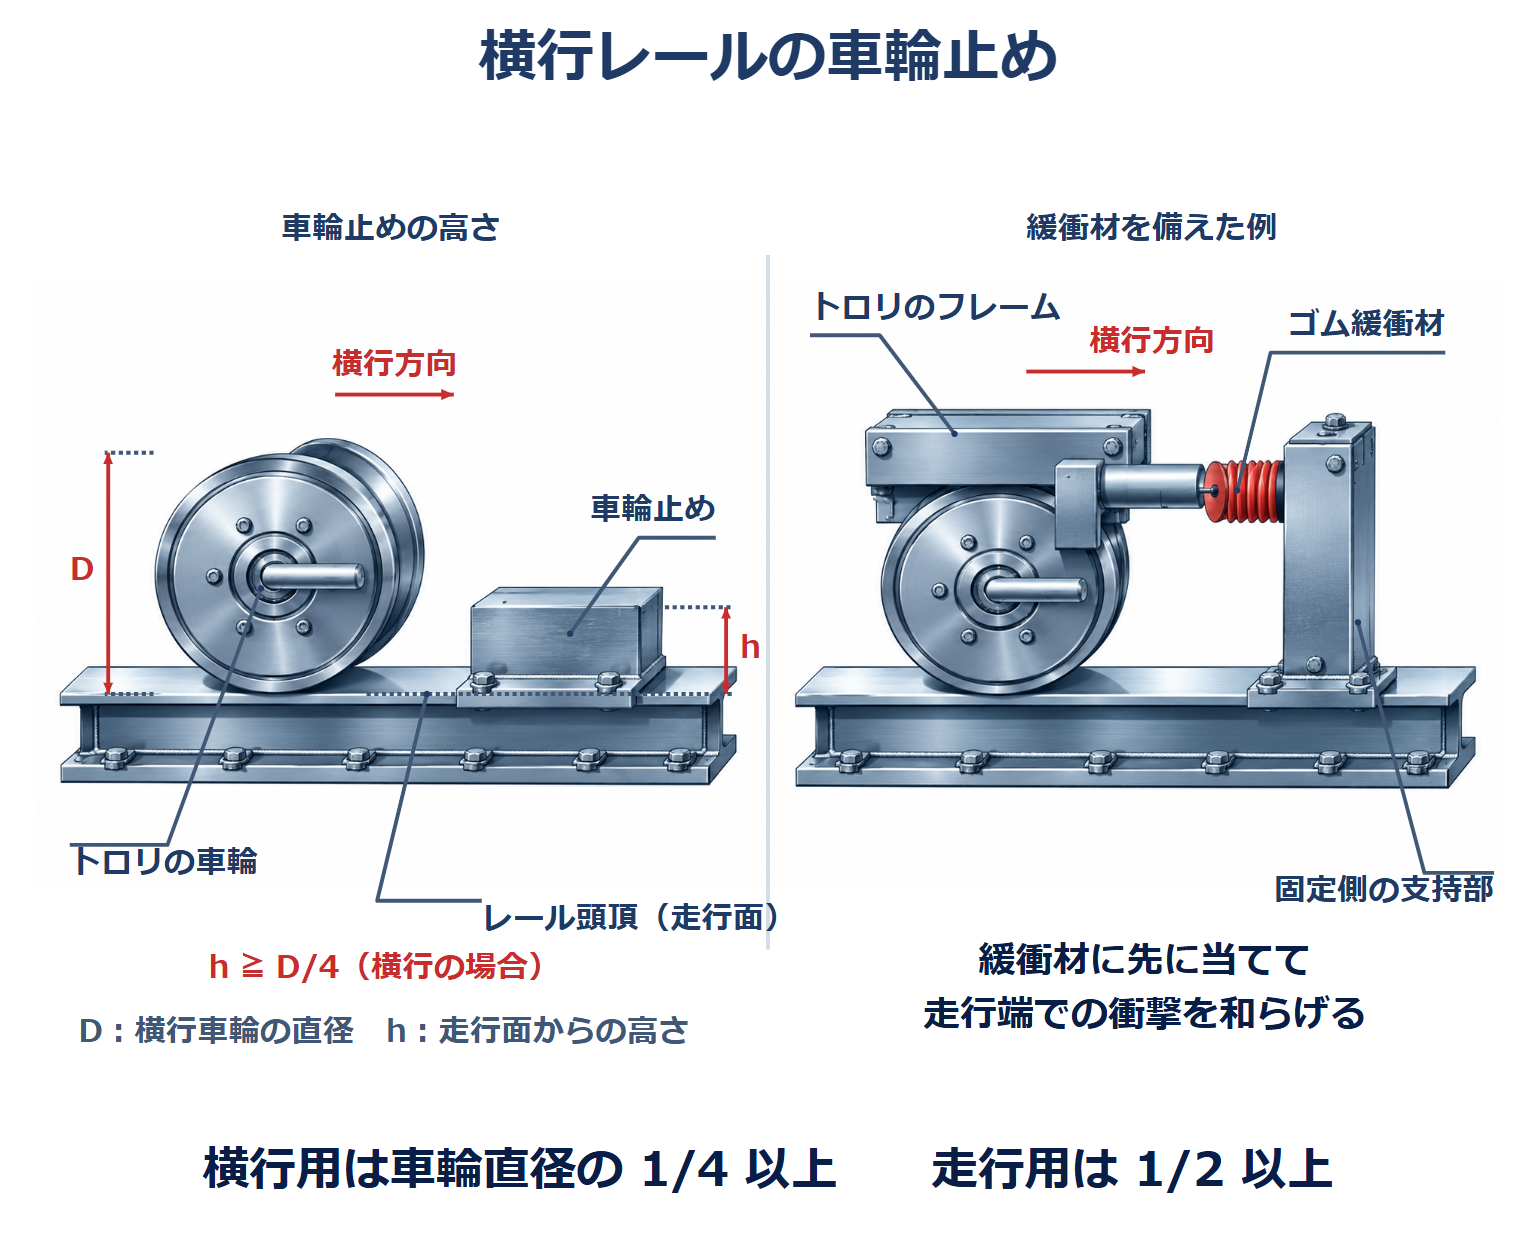 横行レールの車輪止め
車輪止めの高さ
横行方向
D
車輪止め
h
トロリの車輪
レール頭頂（走行面）
h ≧ D/4（横行の場合）
D：横行車輪の直径　h：走行面からの高さ
緩衝材を備えた例
トロリのフレーム
横行方向
ゴム緩衝材
固定側の支持部
緩衝材に先に当てて
走行端での衝撃を和らげる
横行用は車輪直径の 1/4 以上　　走行用は 1/2 以上